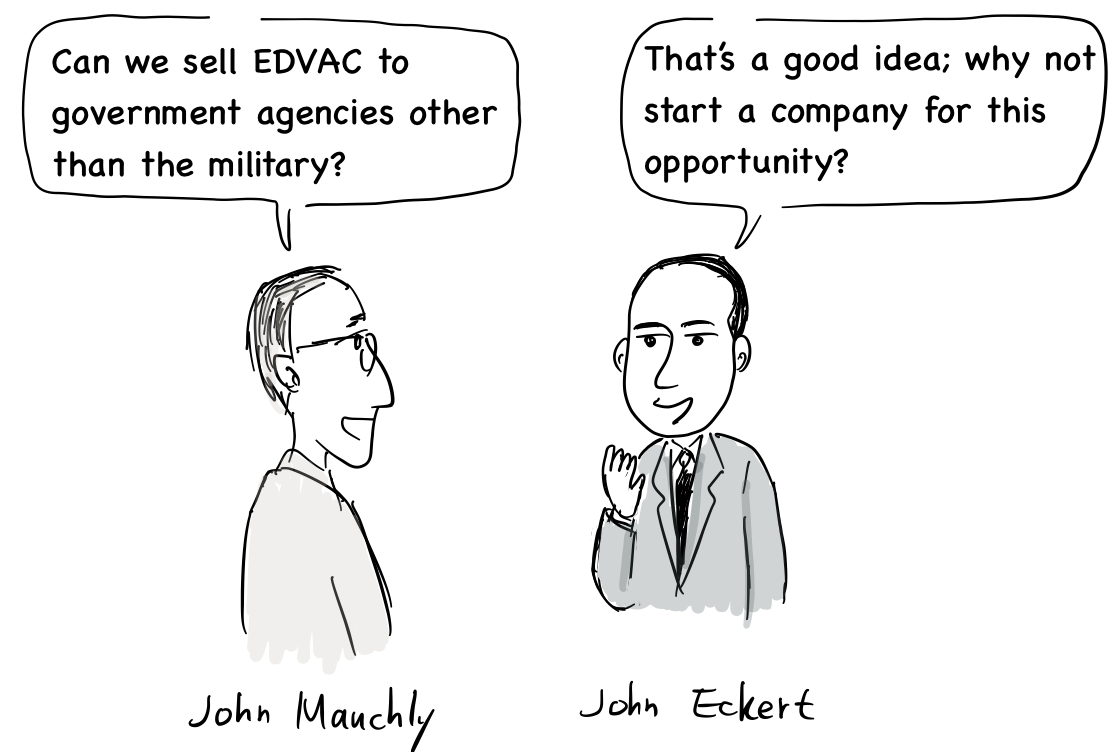 Can we sell EDVAC to
government agencies other
than the military?
That's a good idea; why not
start a company for this
opportunity?
John Mauchly
John Eckert